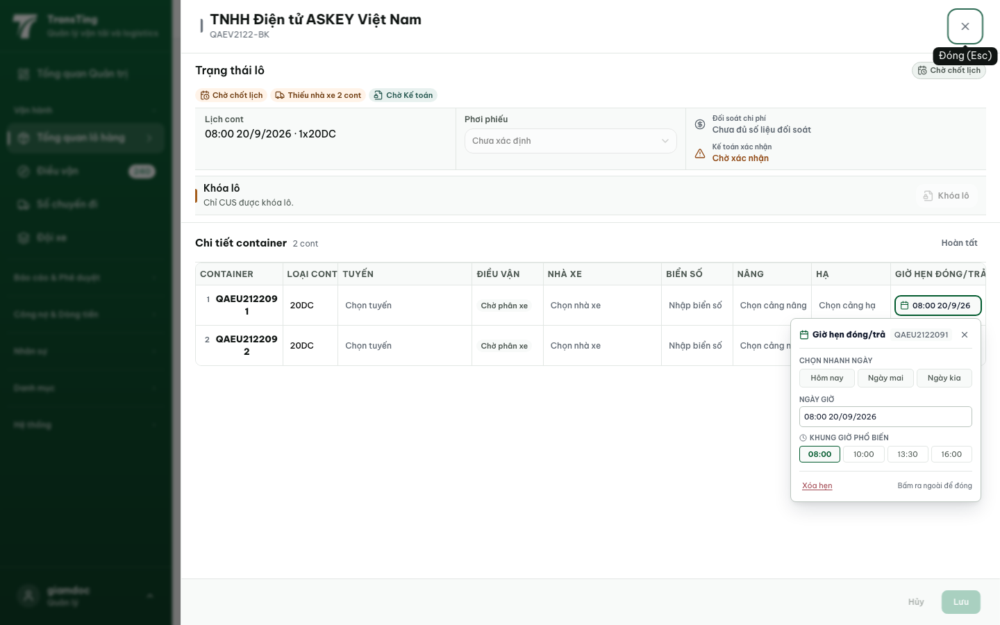 TransTing
Quản lý vận tải và logistics
Tổng quan Quản trị
Vận hành
Tổng quan lô hàng
Điều vận
Sổ chuyến đi
Đội xe
Báo cáo & Phê duyệt
Công nợ & Dòng tiền
Nhân sự
Danh mục
Hệ thống
giamdoc
Quản lý
TNHH Điện tử ASKEY Việt Nam
QAEV2122-BK
Đóng (Esc)
Trạng thái lô
Chờ chốt lịch
Chờ chốt lịch
Thiếu nhà xe 2 cont
Chờ Kế toán
Lịch cont
08:00 20/9/2026 · 1x20DC
Phơi phiếu
Chưa xác định
Đối soát chi phí
Chưa đủ số liệu đối soát
Kế toán xác nhận
Chờ xác nhận
Khóa lô
Chỉ CUS được khóa lô.
Khóa lô
Chi tiết container 2 cont
Hoàn tất
CONTAINER LOẠI CONT TUYẾN ĐIỀU VẬN NHÀ XE BIỂN SỐ NÂNG HẠ GIỜ HẸN ĐÓNG/TRẢ
1 QAEU2122091 20DC Chọn tuyến Chờ phân xe Chọn nhà xe Nhập biển số Chọn cảng nâng Chọn cảng hạ 08:00 20/9/26
2 QAEU2122092 20DC Chọn tuyến Chờ phân xe Chọn nhà xe Nhập biển số Chọn cảng n
Giờ hẹn đóng/trả QAEU2122091
CHỌN NHANH NGÀY
Hôm nay Ngày mai Ngày kia
NGÀY GIỜ
08:00 20/09/2026
KHUNG GIỜ PHỔ BIẾN
08:00 10:00 13:30 16:00
Xóa hẹn
Bấm ra ngoài để đóng
Hủy
Lưu